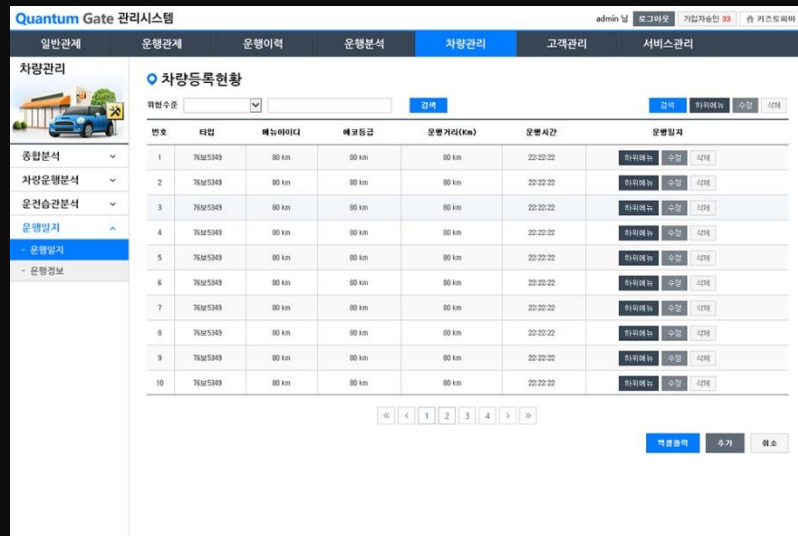 Quantum Gate 관리시스템
admin 님 로그아웃 가입자승인 33 키즈토피아
일반관제 운행관제 운행이력 운행분석 차량관리 고객관리 서비스관리
차량관리
종합분석
차량운행분석
운전습관분석
운행일지
- 운행일지
- 운행정보
차량등록현황
위험수준 검색 검색 하위메뉴 수정 삭제
번호 타입 메뉴아이디 에코등급 운행거리(Km) 운행시간 운행일지
1 76보5349 80 km 80 km 80 km 22:22:22 하위메뉴 수정 삭제
2 76보5349 80 km 80 km 80 km 22:22:22 하위메뉴 수정 삭제
3 76보5349 80 km 80 km 80 km 22:22:22 하위메뉴 수정 삭제
4 76보5349 80 km 80 km 80 km 22:22:22 하위메뉴 수정 삭제
5 76보5349 80 km 80 km 80 km 22:22:22 하위메뉴 수정 삭제
6 76보5349 80 km 80 km 80 km 22:22:22 하위메뉴 수정 삭제
7 76보5349 80 km 80 km 80 km 22:22:22 하위메뉴 수정 삭제
8 76보5349 80 km 80 km 80 km 22:22:22 하위메뉴 수정 삭제
9 76보5349 80 km 80 km 80 km 22:22:22 하위메뉴 수정 삭제
10 76보5349 80 km 80 km 80 km 22:22:22 하위메뉴 수정 삭제
« < 1 2 3 4 > »
엑셀출력 추가 취소